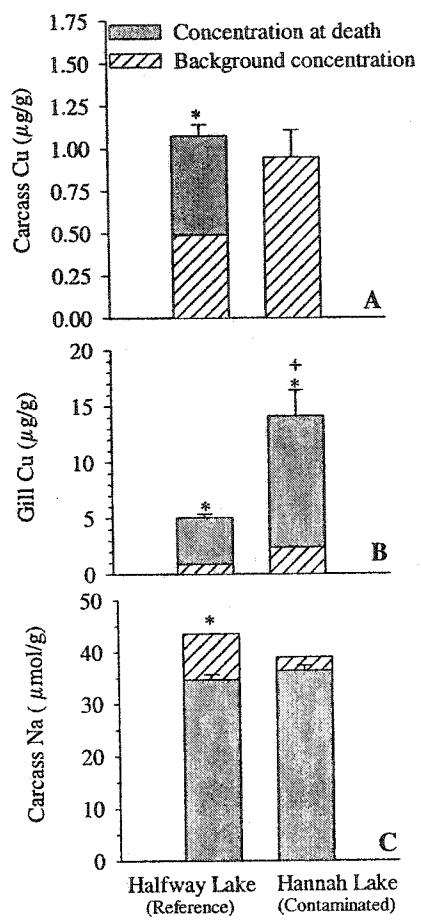 1.75
1.50
1.25
1.00
0.75
0.50
0.25
0.00
Carcass Cu (μg/g)
Concentration at death
Background concentration
*
A
20
15
10
5
0
Gill Cu (μg/g)
*
+
*
B
50
40
30
20
10
0
Carcass Na ( μmol/g)
*
C
Halfway Lake
(Reference)
Hannah Lake
(Contaminated)